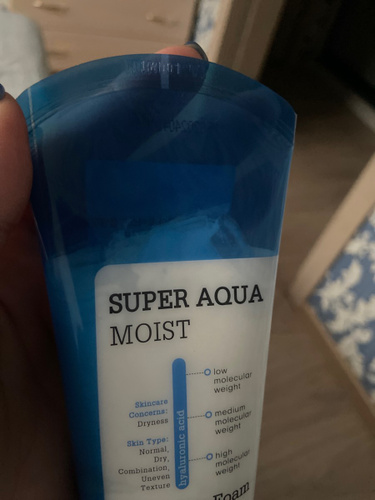 SUPER AQUA
MOIST
low
molecular
weight
Skincare
Concerns:
Dryness
medium
molecular
weight
Skin Type:
Normal,
Dry,
Combination,
Uneven
Texture
hyaluronic acid
high
molecular
weight
Foam